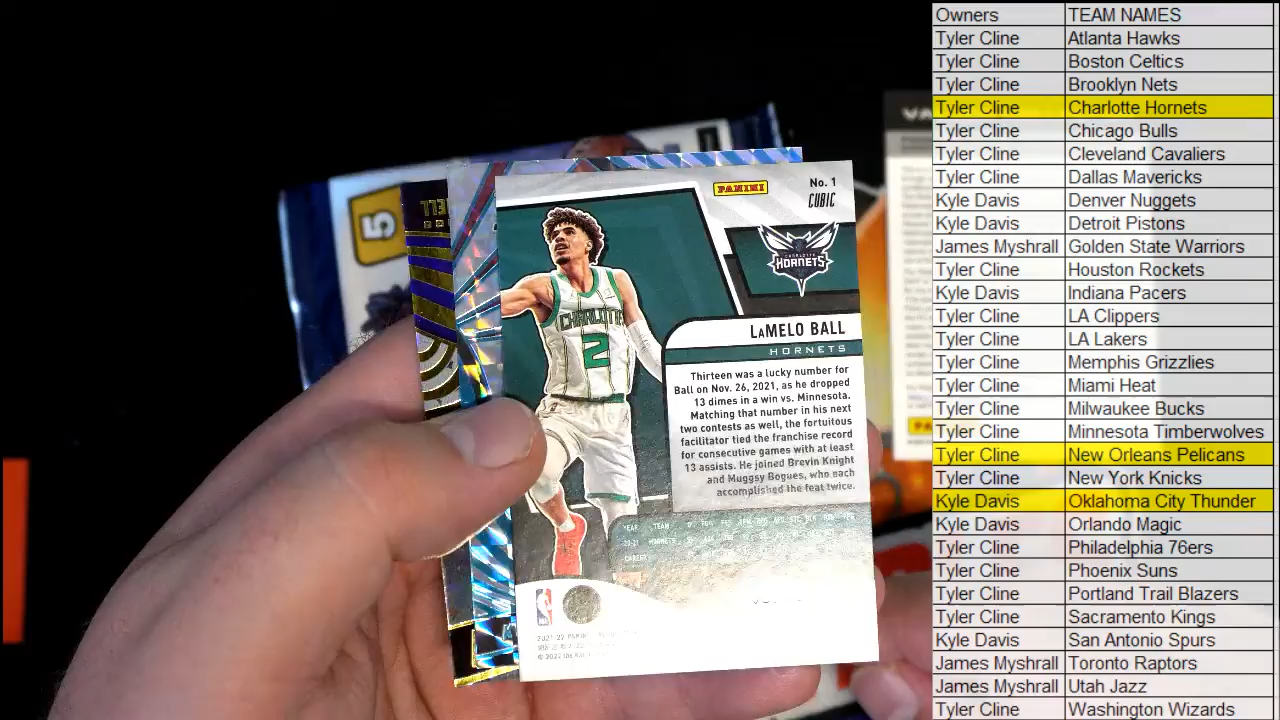 PANINI
No. 1
CUBIC
CHARLOTTE
HORNETS
LAMELO BALL
HORNETS
CHARLOTTE
2
Thirteen was a lucky number for
Ball on Nov. 26, 2021, as he dropped
13 dimes in a win vs. Minnesota.
Matching that number in his next
two contests as well, the fortuitous
facilitator tied the franchise record
for consecutive games with at least
13 assists. He joined Brevin Knight
and Muggsy Bogues, who each
accomplished the feat twice.
YEAR TEAM
HORNETS
CAREER
NBA
5
Owners TEAM NAMES
Tyler Cline Atlanta Hawks
Tyler Cline Boston Celtics
Tyler Cline Brooklyn Nets
Tyler Cline Charlotte Hornets
Tyler Cline Chicago Bulls
Tyler Cline Cleveland Cavaliers
Tyler Cline Dallas Mavericks
Kyle Davis Denver Nuggets
Kyle Davis Detroit Pistons
James Myshrall Golden State Warriors
Tyler Cline Houston Rockets
Kyle Davis Indiana Pacers
Tyler Cline LA Clippers
Tyler Cline LA Lakers
Tyler Cline Memphis Grizzlies
Tyler Cline Miami Heat
Tyler Cline Milwaukee Bucks
Tyler Cline Minnesota Timberwolves
Tyler Cline New Orleans Pelicans
Tyler Cline New York Knicks
Kyle Davis Oklahoma City Thunder
Kyle Davis Orlando Magic
Tyler Cline Philadelphia 76ers
Tyler Cline Phoenix Suns
Tyler Cline Portland Trail Blazers
Tyler Cline Sacramento Kings
Kyle Davis San Antonio Spurs
James Myshrall Toronto Raptors
James Myshrall Utah Jazz
Tyler Cline Washington Wizards